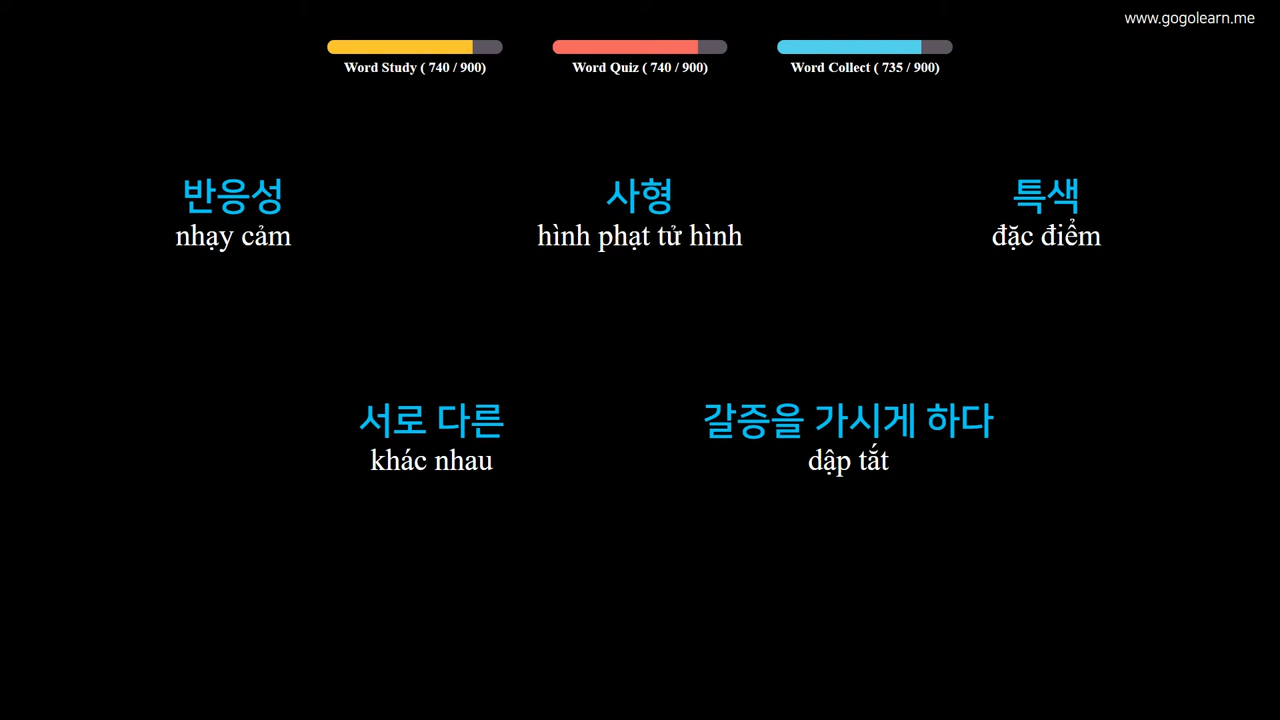 www.gogolearn.me
Word Study ( 740 / 900)
Word Quiz ( 740 / 900)
Word Collect ( 735 / 900)
반응성
nhạy cảm
사형
hình phạt tử hình
특색
đặc điểm
서로 다른
khác nhau
갈증을 가시게 하다
dập tắt